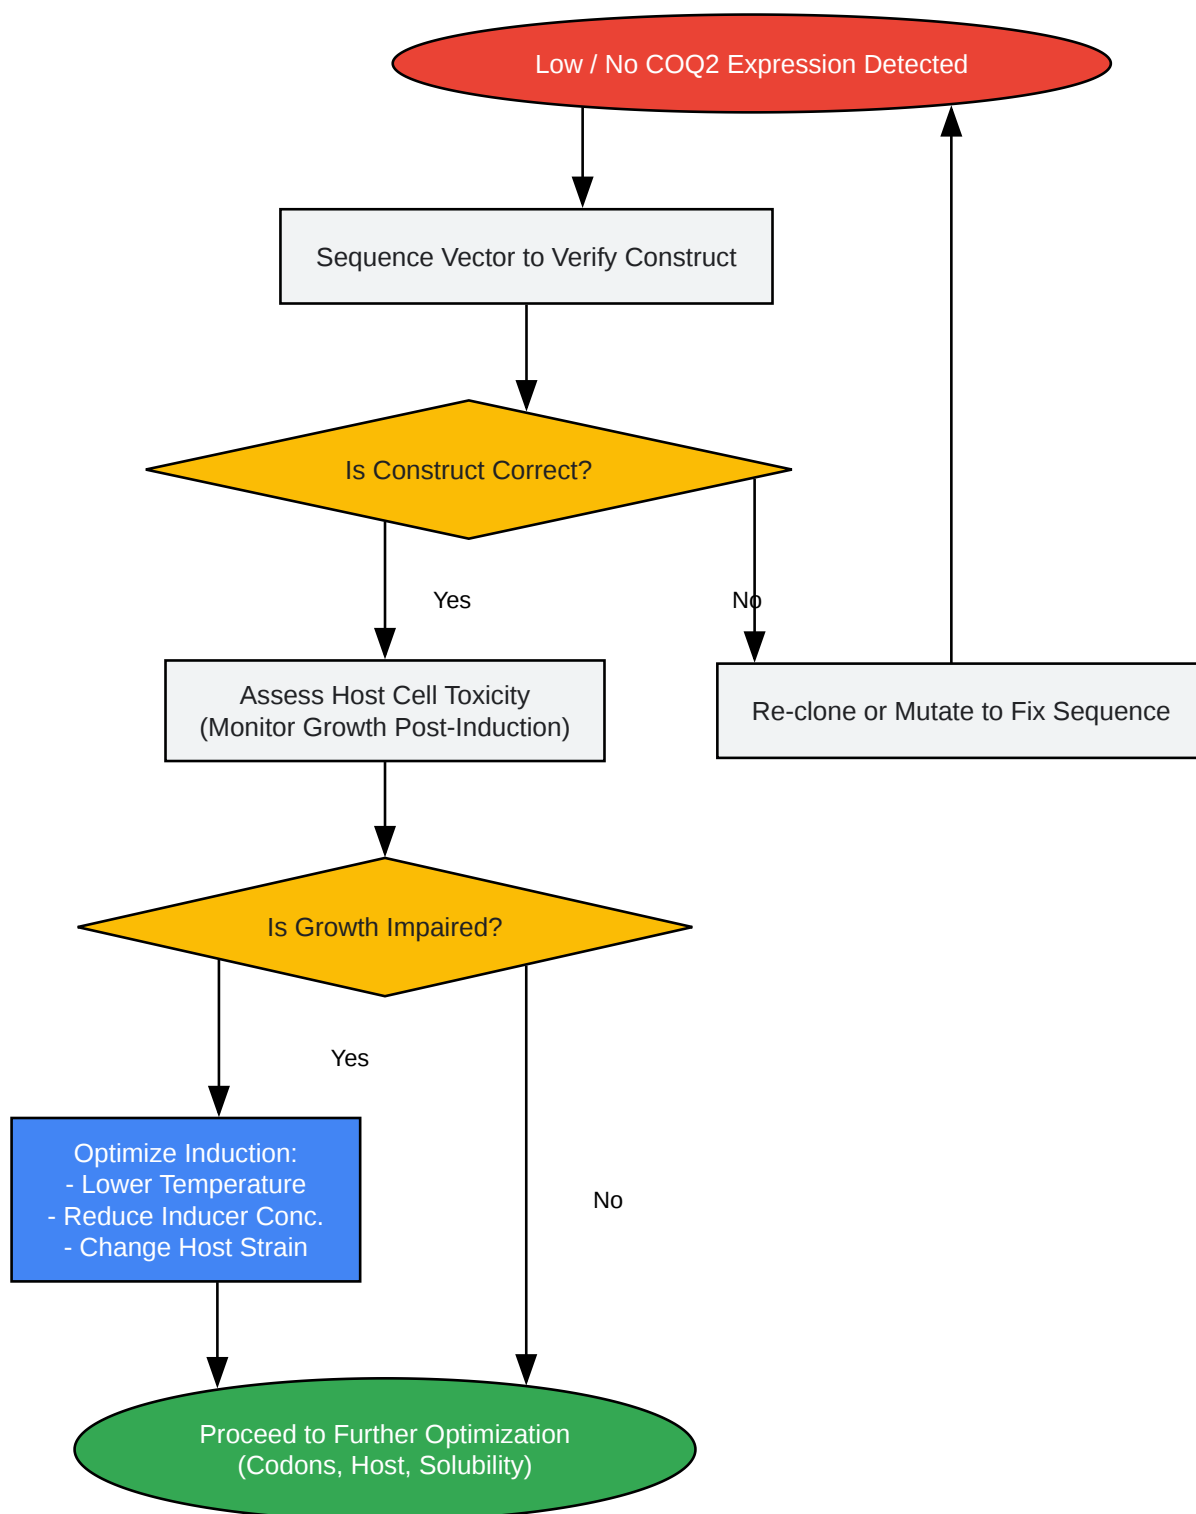 Low / No COQ2 Expression Detected
Sequence Vector to Verify Construct
Is Construct Correct?
Yes
No
Assess Host Cell Toxicity
(Monitor Growth Post-Induction)
Re-clone or Mutate to Fix Sequence
Is Growth Impaired?
Yes
Optimize Induction:
- Lower Temperature
- Reduce Inducer Conc.
- Change Host Strain
No
Proceed to Further Optimization
(Codons, Host, Solubility)